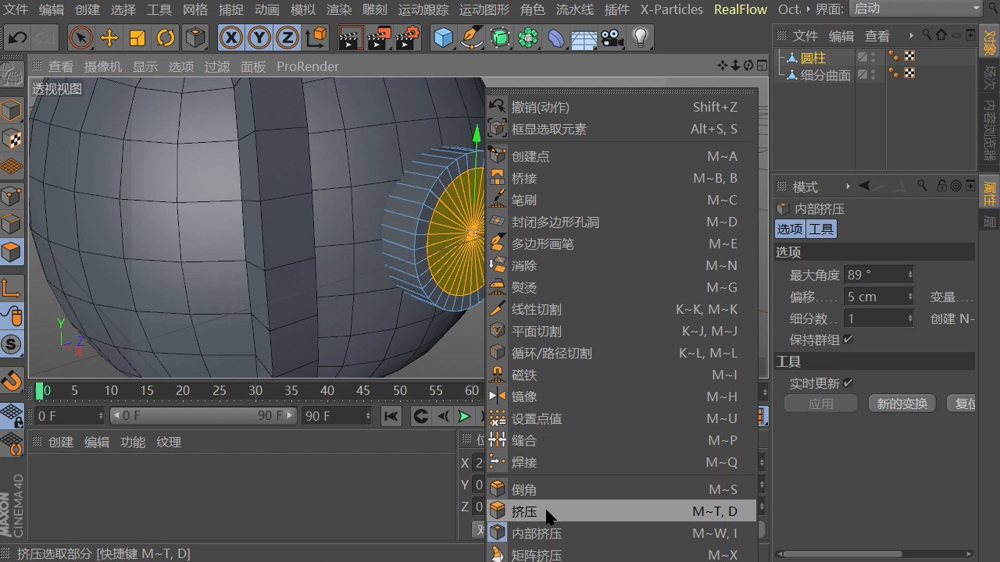 文件 编辑 创建 选择 工具 网格 捕捉 动画 模拟 渲染 雕刻 运动跟踪 运动图形 角色 流水线 插件 X-Particles RealFlow Oct 界面: 启动
X Y Z
文件 编辑 查看
查看 摄像机 显示 选项 过滤 面板 ProRender
透视视图
圆柱
细分曲面
对象
场次
内容浏览器
撤销(动作) Shift+Z
框显选取元素 Alt+S, S
创建点 M~A
桥接 M~B, B
笔刷 M~C
封闭多边形孔洞 M~D
多边形画笔 M~E
消除 M~N
熨烫 M~G
线性切割 K~K, M~K
平面切割 K~J, M~J
循环/路径切割 K~L, M~L
磁铁 M~I
镜像 M~H
设置点值 M~U
缝合 M~P
焊接 M~Q
倒角 M~S
挤压 M~T, D
内部挤压 M~W, I
矩阵挤压 M~X
模式
属性
层
内部挤压
选项 工具
选项
最大角度 89 °
偏移..... 5 cm 变量....
细分数.. 1 创建 N-
保持群组
工具
实时更新
应用 新的变换 复位
Y
Z
X
0 5 10 15 20 25 30 35 40 45 50 55 60
0 F 0 F 90 F 90 F
创建 编辑 功能 纹理
X 2
Y 0
Z 0
MAXON
CINEMA 4D
挤压选取部分 [快捷键 M~T, D]